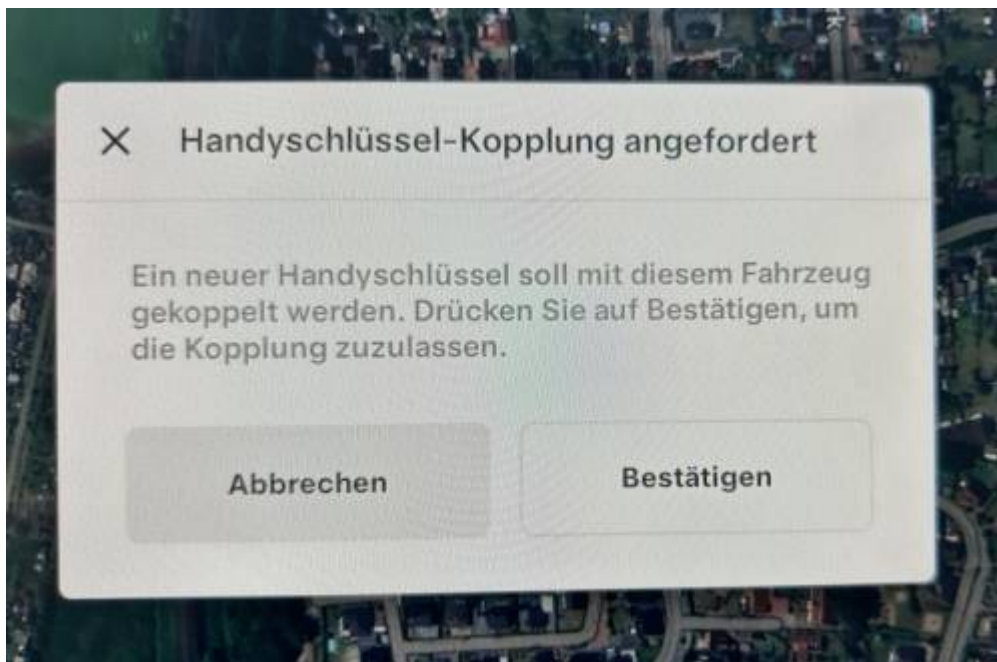 Handyschlüssel-Kopplung angefordert
Ein neuer Handyschlüssel soll mit diesem Fahrzeug
gekoppelt werden. Drücken Sie auf Bestätigen, um
die Kopplung zuzulassen.
Abbrechen
Bestätigen